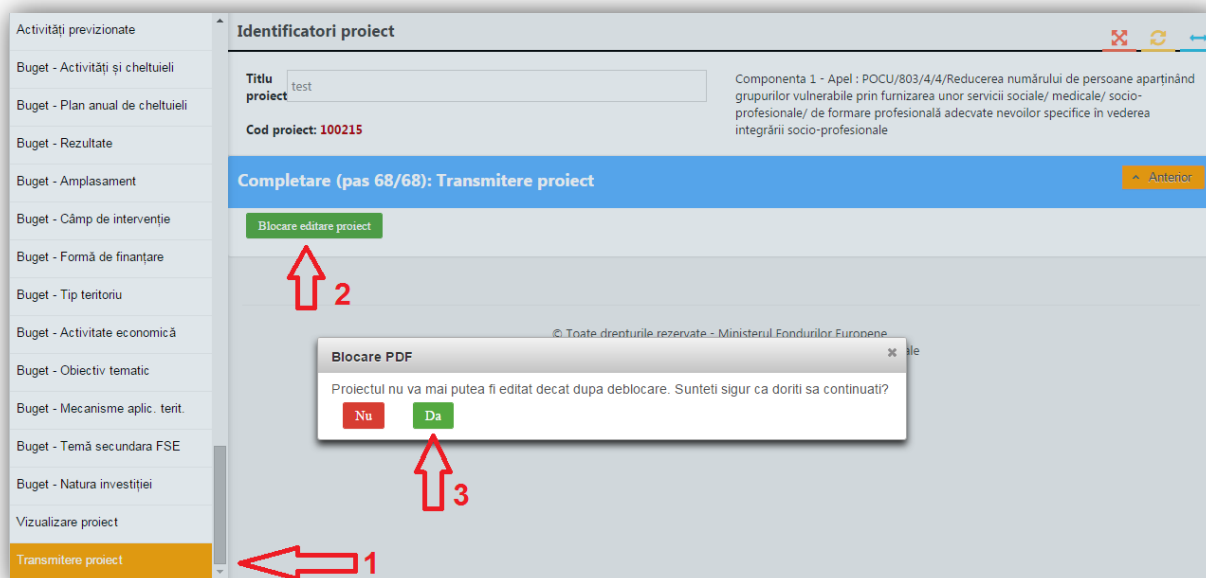 Activități previzionate
Buget - Activități și cheltuieli
Buget - Plan anual de cheltuieli
Buget - Rezultate
Buget - Amplasament
Buget - Câmp de intervenție
Buget - Formă de finanțare
Buget - Tip teritoriu
Buget - Activitate economică
Buget - Obiectiv tematic
Buget - Mecanisme aplic. terit.
Buget - Temă secundara FSE
Buget - Natura investiției
Vizualizare proiect
Transmitere proiect
1
Identificatori proiect
Titlu
proiect
test
Cod proiect: 100215
Componenta 1 - Apel : POCU/803/4/4/Reducerea numărului de persoane aparținând
grupurilor vulnerabile prin furnizarea unor servicii sociale/ medicale/ socio-
profesionale/ de formare profesională adecvate nevoilor specifice în vederea
integrării socio-profesionale
Completare (pas 68/68): Transmitere proiect
Anterior
Blocare editare proiect
2
© Toate drepturile rezervate - Ministerul Fondurilor Europene
Blocare PDF
Proiectul nu va mai putea fi editat decat dupa deblocare. Sunteti sigur ca doriti sa continuati?
Nu
Da
3